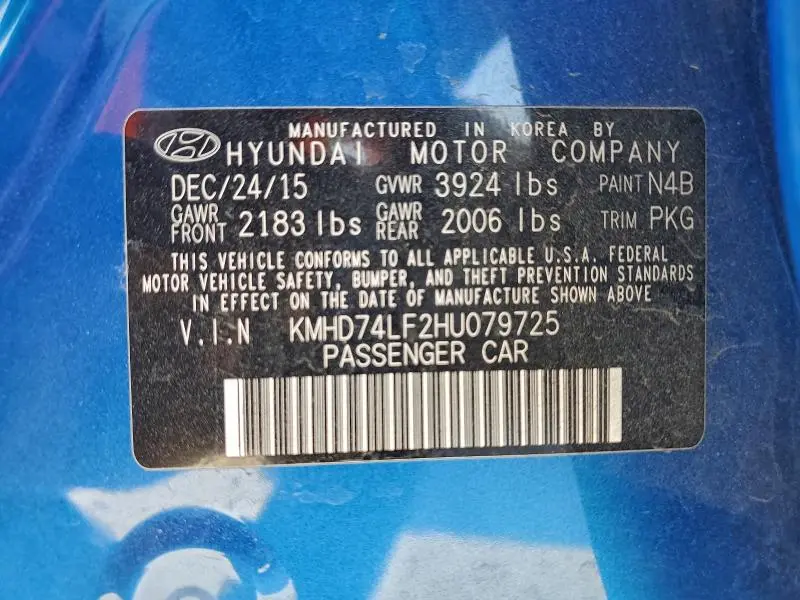 MANUFACTURED IN KOREA BY
HYUNDAI MOTOR COMPANY
DEC/24/15 GVWR 3924 lbs PAINT N4B
GAWR FRONT 2183 lbs GAWR REAR 2006 lbs TRIM PKG
THIS VEHICLE CONFORMS TO ALL APPLICABLE U.S.A. FEDERAL
MOTOR VEHICLE SAFETY, BUMPER, AND THEFT PREVENTION STANDARDS
IN EFFECT ON THE DATE OF MANUFACTURE SHOWN ABOVE
V.I.N KMHD74LF2HU079725
PASSENGER CAR